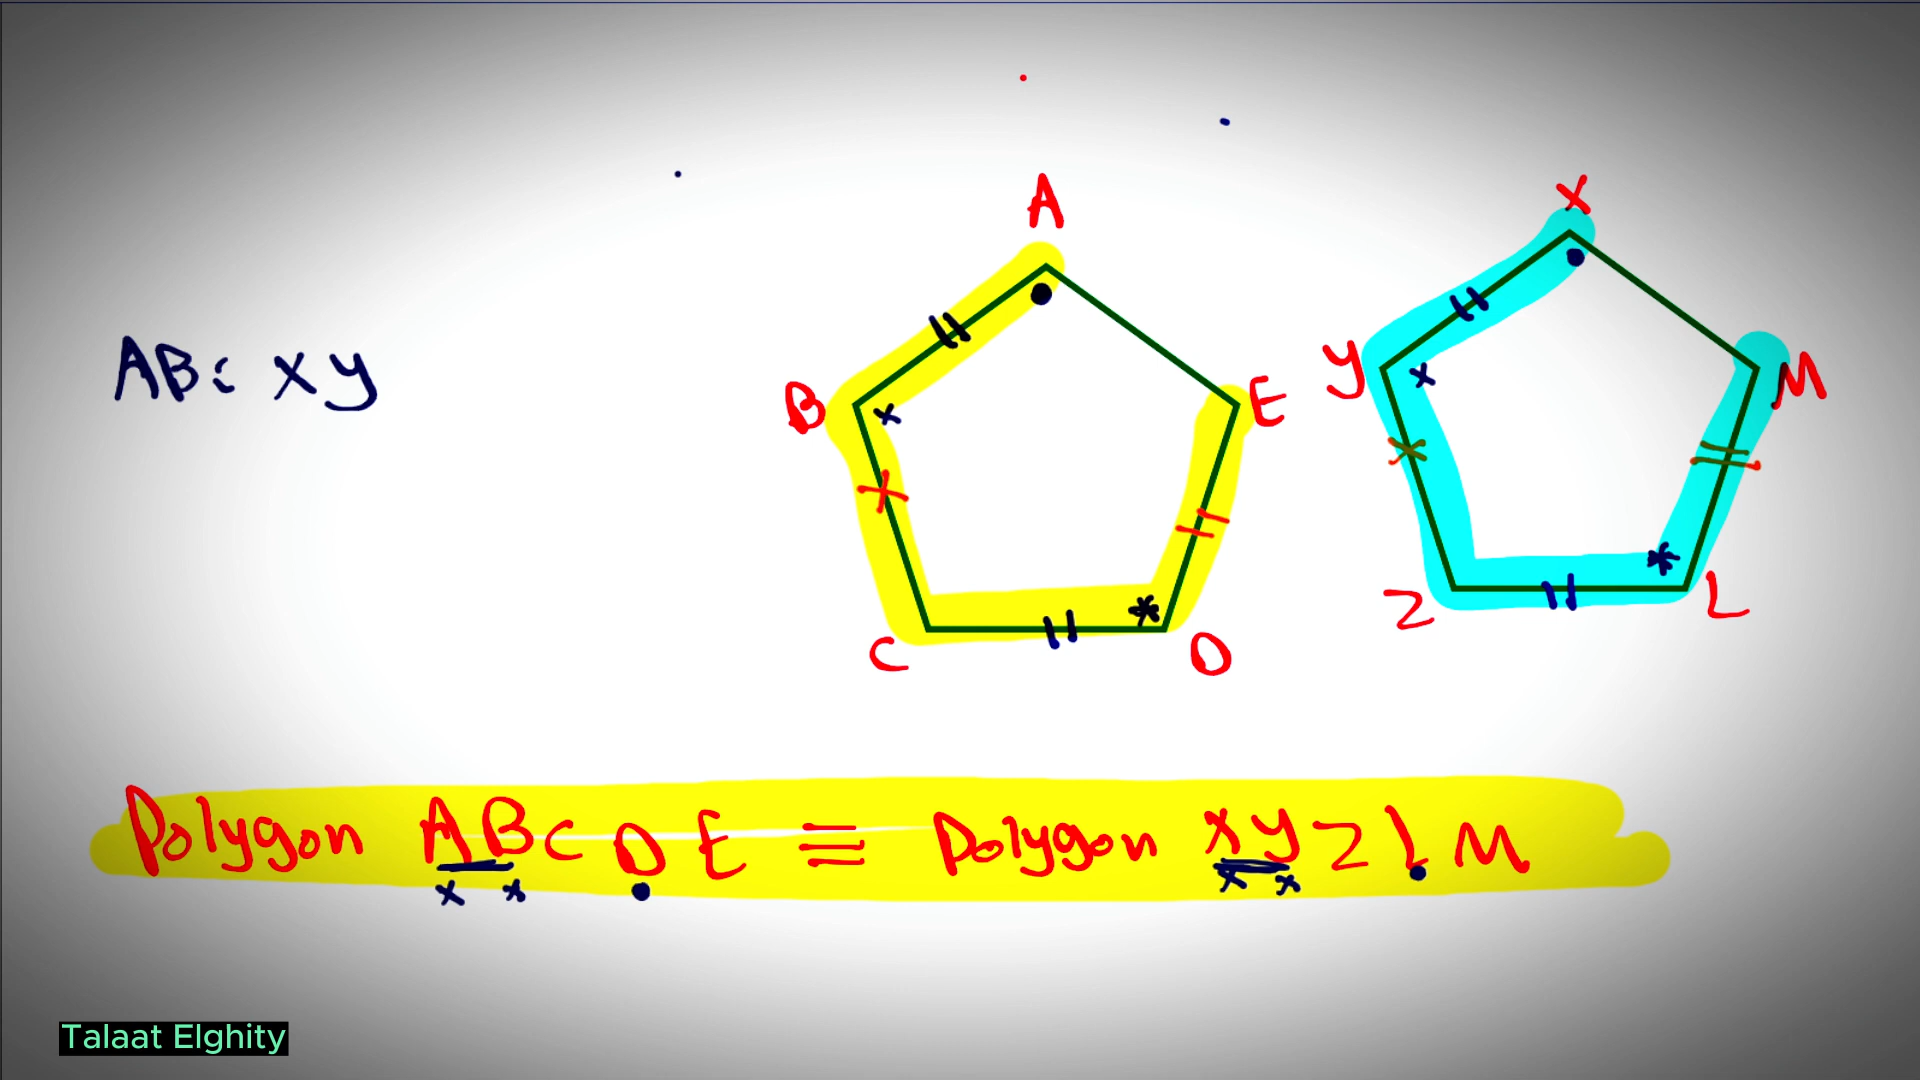 A
X
AB = xy
B
E
y
M
C
D
Z
L
Polygon ABCDE ≡ Polygon xyzLM
Talaat Elghity